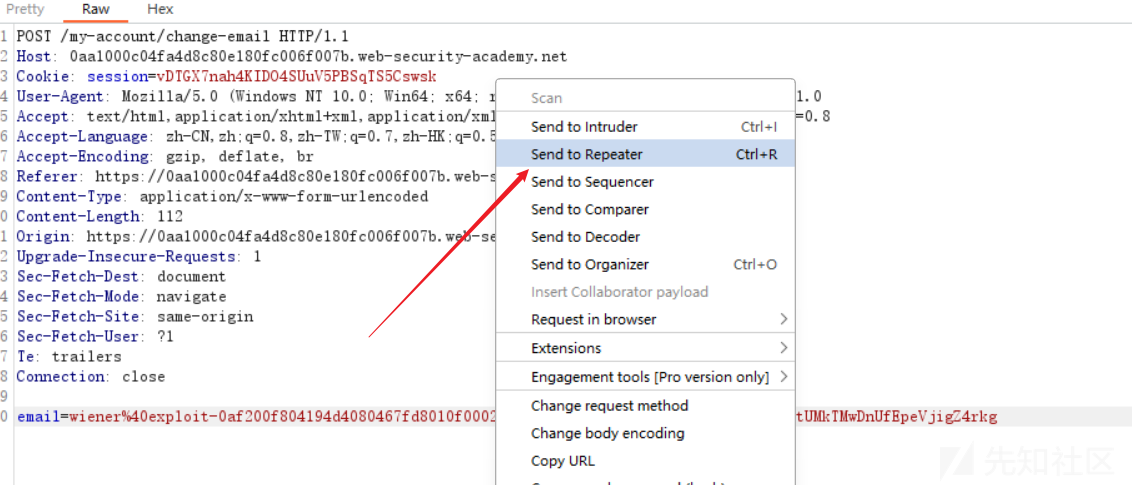 Pretty Raw Hex
1 POST /my-account/change-email HTTP/1.1
2 Host: 0aa1000c04fa4d8c80e180fc006f007b.web-security-academy.net
3 Cookie: session=vDTGX7nah4KIDO4SUuV5PBSqTS5Cswsk
4 User-Agent: Mozilla/5.0 (Windows NT 10.0; Win64; x64; 1.0
5 Accept: text/html,application/xhtml+xml,application/xml =0.8
6 Accept-Language: zh-CN,zh;q=0.8,zh-TW;q=0.7,zh-HK;q=0.5
7 Accept-Encoding: gzip, deflate, br
8 Referer: https://0aa1000c04fa4d8c80e180fc006f007b.web-s
9 Content-Type: application/x-www-form-urlencoded
0 Content-Length: 112
1 Origin: https://0aa1000c04fa4d8c80e180fc006f007b.web-se
2 Upgrade-Insecure-Requests: 1
3 Sec-Fetch-Dest: document
4 Sec-Fetch-Mode: navigate
5 Sec-Fetch-Site: same-origin
6 Sec-Fetch-User: ?1
7 Te: trailers
8 Connection: close
9
0 email=wiener%40exploit-0af200f804194d4080467fd8010f0002 tUMkTMwDnUfEpeVjigZ4rkg
Scan
Send to Intruder Ctrl+I
Send to Repeater Ctrl+R
Send to Sequencer
Send to Comparer
Send to Decoder
Send to Organizer Ctrl+O
Insert Collaborator payload
Request in browser
Extensions
Engagement tools [Pro version only]
Change request method
Change body encoding
Copy URL
先知社区